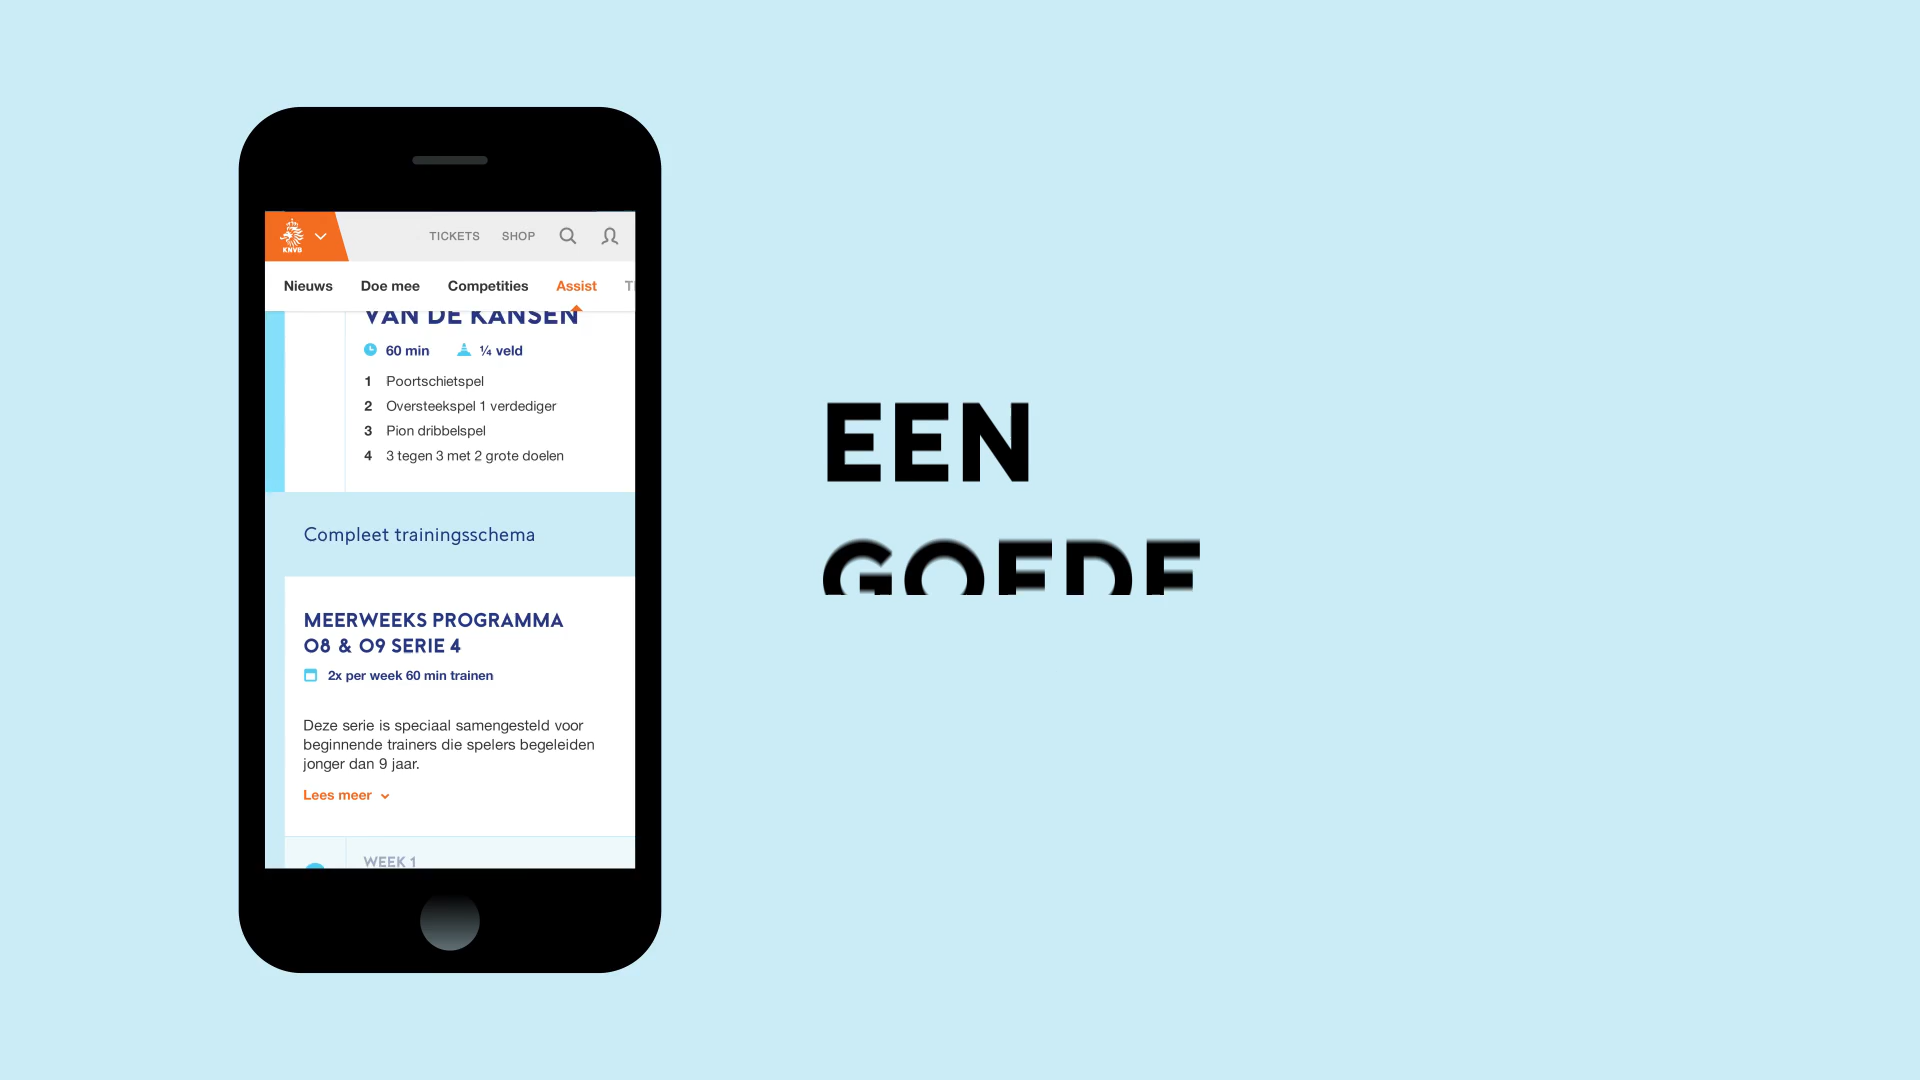 KNVB
TICKETS SHOP
Nieuws Doe mee Competities Assist
VAN DE KANSEN
60 min ¼ veld
1 Poortschietspel
2 Oversteekspel 1 verdediger
3 Pion dribbelspel
4 3 tegen 3 met 2 grote doelen
Compleet trainingsschema
MEERWEEKS PROGRAMMA
O8 & O9 SERIE 4
2x per week 60 min trainen
Deze serie is speciaal samengesteld voor
beginnende trainers die spelers begeleiden
jonger dan 9 jaar.
Lees meer
WEEK 1
EEN
GOEDE